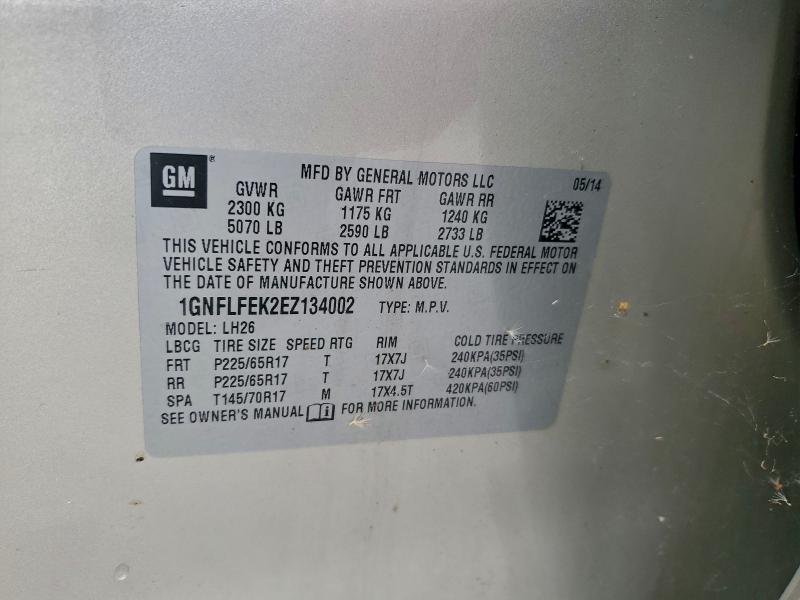 GM® MFD BY GENERAL MOTORS LLC 05/14
GVWR GAWR FRT GAWR RR
2300 KG 1175 KG 1240 KG
5070 LB 2590 LB 2733 LB
THIS VEHICLE CONFORMS TO ALL APPLICABLE U.S. FEDERAL MOTOR
VEHICLE SAFETY AND THEFT PREVENTION STANDARDS IN EFFECT ON
THE DATE OF MANUFACTURE SHOWN ABOVE.
1GNFLFEK2EZ134002 TYPE: M.P.V.
MODEL: LH26
LBCG TIRE SIZE SPEED RTG RIM COLD TIRE PRESSURE
FRT P225/65R17 T 17X7J 240KPA(35PSI)
RR P225/65R17 T 17X7J 240KPA(35PSI)
SPA T145/70R17 M 17X4.5T 420KPA(60PSI)
SEE OWNER'S MANUAL i FOR MORE INFORMATION.